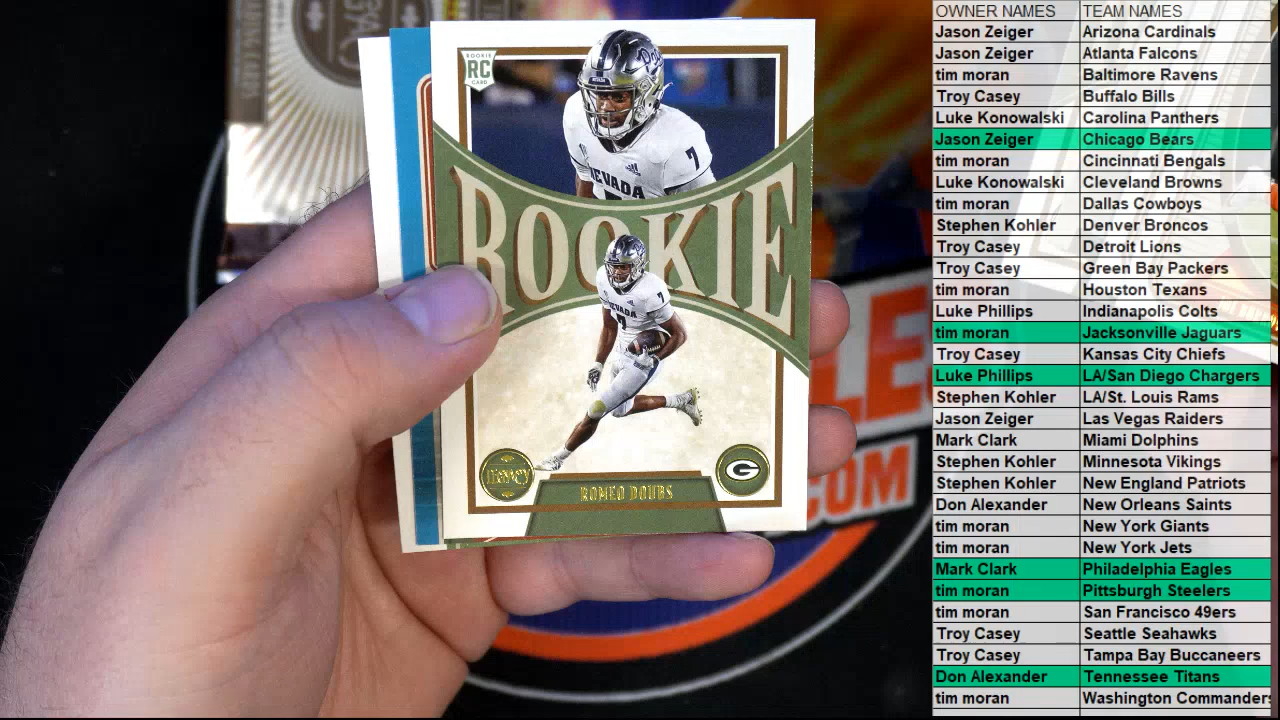 ROOKIE
RC
CARD
7
NEVADA
ROOKIE
NEVADA
7
LEGACY
G
ROMEO DOUBS
LE
.COM
OWNER NAMES TEAM NAMES
Jason Zeiger Arizona Cardinals
Jason Zeiger Atlanta Falcons
tim moran Baltimore Ravens
Troy Casey Buffalo Bills
Luke Konowalski Carolina Panthers
Jason Zeiger Chicago Bears
tim moran Cincinnati Bengals
Luke Konowalski Cleveland Browns
tim moran Dallas Cowboys
Stephen Kohler Denver Broncos
Troy Casey Detroit Lions
Troy Casey Green Bay Packers
tim moran Houston Texans
Luke Phillips Indianapolis Colts
tim moran Jacksonville Jaguars
Troy Casey Kansas City Chiefs
Luke Phillips LA/San Diego Chargers
Stephen Kohler LA/St. Louis Rams
Jason Zeiger Las Vegas Raiders
Mark Clark Miami Dolphins
Stephen Kohler Minnesota Vikings
Stephen Kohler New England Patriots
Don Alexander New Orleans Saints
tim moran New York Giants
tim moran New York Jets
Mark Clark Philadelphia Eagles
tim moran Pittsburgh Steelers
tim moran San Francisco 49ers
Troy Casey Seattle Seahawks
Troy Casey Tampa Bay Buccaneers
Don Alexander Tennessee Titans
tim moran Washington Commanders